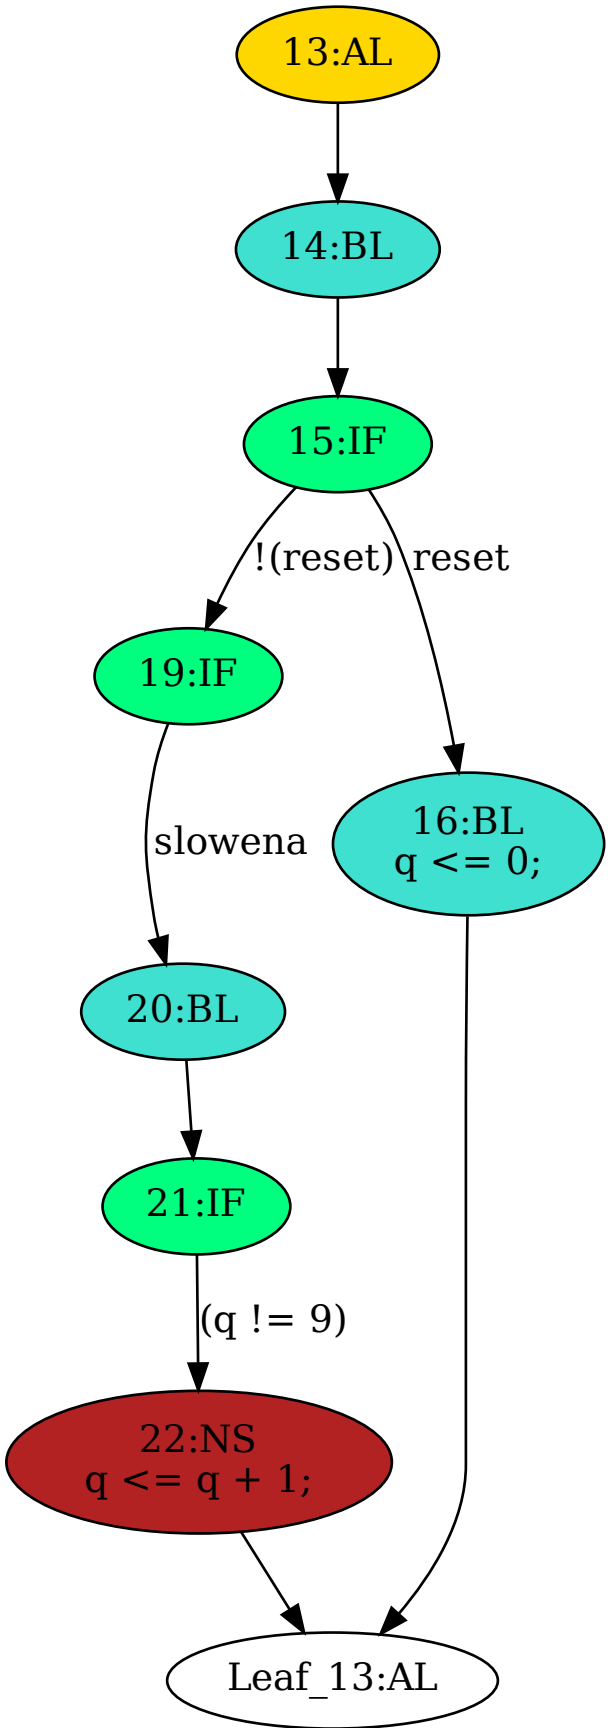 13:AL
14:BL
15:IF
!(reset)
reset
19:IF
16:BL
q <= 0;
slowena
20:BL
21:IF
(q != 9)
22:NS
q <= q + 1;
Leaf_13:AL